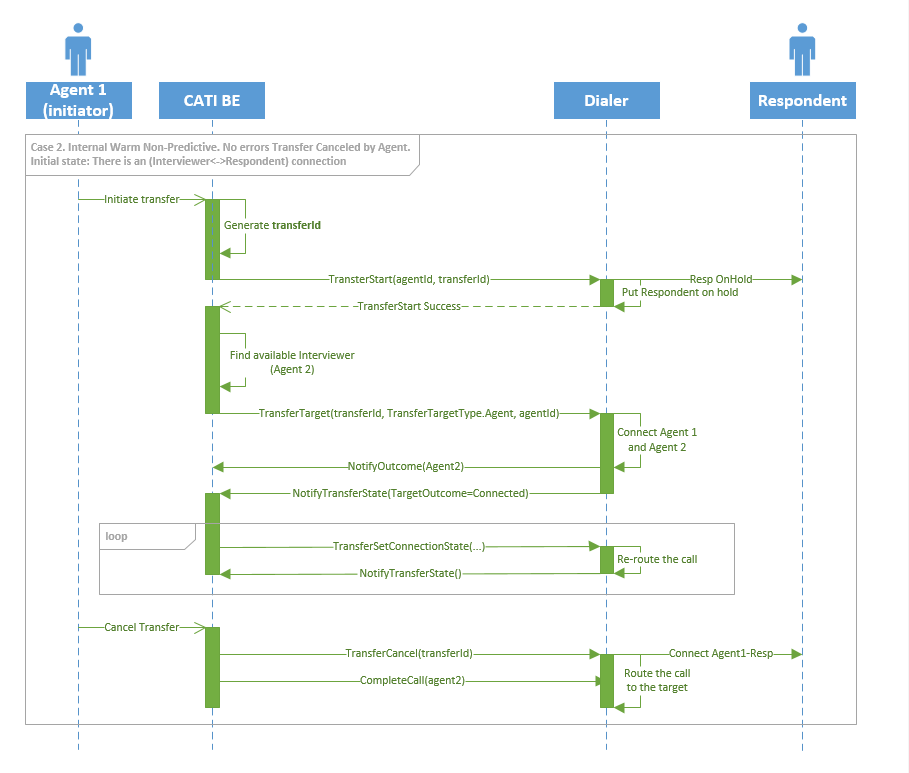 Agent 1
(initiator)
CATI BE
Dialer
Respondent
Case 2. Internal Warm Non-Predictive. No errors Transfer Canceled by Agent.
Initial state: There is an (Interviewer<->Respondent) connection
Initiate transfer
Generate transferId
TransterStart(agentId, transferId)
Resp OnHold
Put Respondent on hold
TransferStart Success
Find available Interviewer
(Agent 2)
TransferTarget(transferId, TransferTargetType.Agent, agentId)
Connect Agent 1
and Agent 2
NotifyOutcome(Agent2)
NotifyTransferState(TargetOutcome=Connected)
loop
TransferSetConnectionState(...)
Re-route the call
NotifyTransferState()
Cancel Transfer
TransferCancel(transferId)
Connect Agent1-Resp
CompleteCall(agent2)
Route the call
to the target